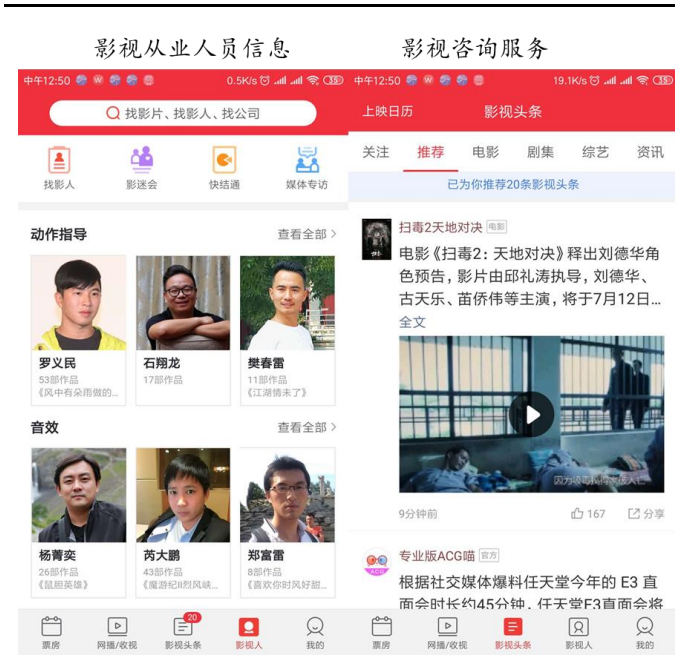 影视从业人员信息
影视咨询服务
中午12:50
0.5K/s
35
找影片、找影人、找公司
找影人
影迷会
快结通
媒体专访
动作指导
查看全部
罗义民
53部作品
《风中有朵雨做的...
石翔龙
17部作品
樊春雷
11部作品
《江湖情未了》
音效
查看全部
杨菁奕
26部作品
《鼠胆英雄》
芮大鹏
43部作品
《魔游纪II烈风峡...
郑富雷
8部作品
《喜欢你时风好甜...
票房
网播/收视
20
影视头条
影视人
我的
中午12:50
19.1K/s
35
上映日历
影视头条
关注
推荐
电影
剧集
综艺
资讯
已为你推荐20条影视头条
扫毒2天地对决 电影
电影《扫毒2：天地对决》释出刘德华角
色预告，影片由邱礼涛执导，刘德华、
古天乐、苗侨伟等主演，将于7月12日...
全文
9分钟前
167
分享
专业版ACG喵 官方
ACG
根据社交媒体爆料任天堂今年的 E3 直
面会时长约45分钟，任天堂E3直面会将
票房
网播/收视
影视头条
影视人
我的